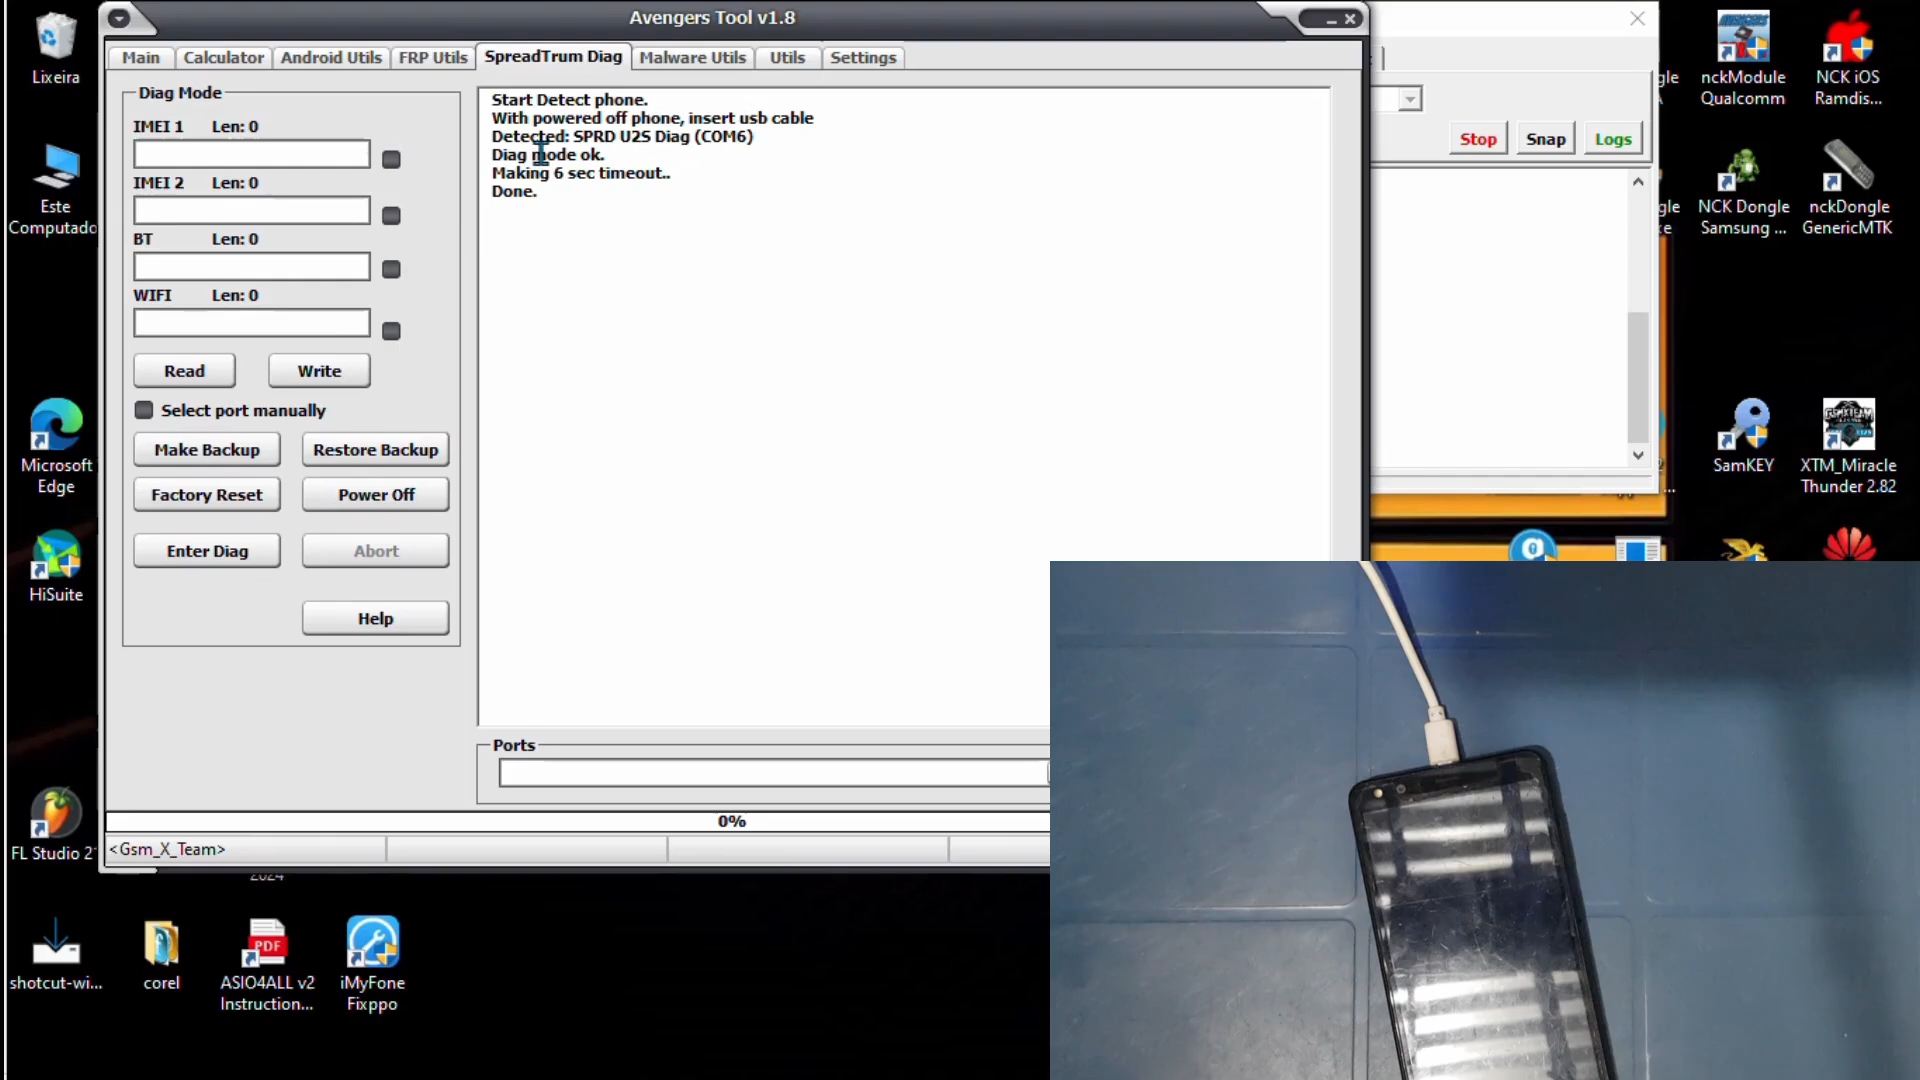 Avengers Tool v1.8
Main
Calculator
Android Utils
FRP Utils
SpreadTrum Diag
Malware Utils
Utils
Settings
Diag Mode
IMEI 1 Len: 0
IMEI 2 Len: 0
BT Len: 0
WIFI Len: 0
Read
Write
Select port manually
Make Backup
Restore Backup
Factory Reset
Power Off
Enter Diag
Abort
Help
Start Detect phone.
With powered off phone, insert usb cable
Detected: SPRD U2S Diag (COM6)
Diag mode ok.
Making 6 sec timeout..
Done.
Ports
0%
<Gsm_X_Team>
Stop
Snap
Logs
Lixeira
Este
Computado
Microsoft
Edge
HiSuite
FL Studio 2
2024
shotcut-wi...
corel
PDF
ASIO4ALL v2
Instruction...
iMyFone
Fixppo
nckModule
Qualcomm
NCK iOS
Ramdis...
NCK Dongle
Samsung ...
nckDongle
GenericMTK
SamKEY
XTM_Miracle
Thunder 2.82